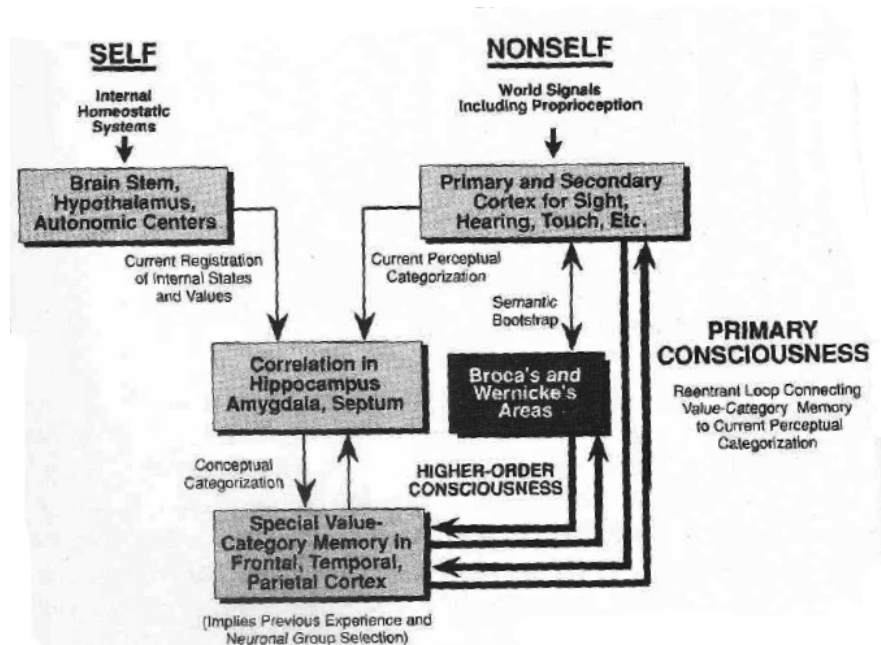 SELF
NONSELF
Internal
Homeostatic
Systems
World Signals
Including Proprioception
Brain Stem,
Hypothalamus,
Autonomic Centers
Primary and Secondary
Cortex for Sight,
Hearing, Touch, Etc.
Current Registration
of Internal States
and Values
Current Perceptual
Categorization
Semantic
Bootstrap
PRIMARY
CONSCIOUSNESS
Reentrant Loop Connecting
Value-Category Memory
to Current Perceptual
Categorization
Correlation in
Hippocampus
Amygdala, Septum
Broca's and
Wernicke's
Areas
Conceptual
Categorization
HIGHER-ORDER
CONSCIOUSNESS
Special Value-
Category Memory in
Frontal, Temporal,
Parietal Cortex
(Implies Previous Experience and
Neuronal Group Selection)